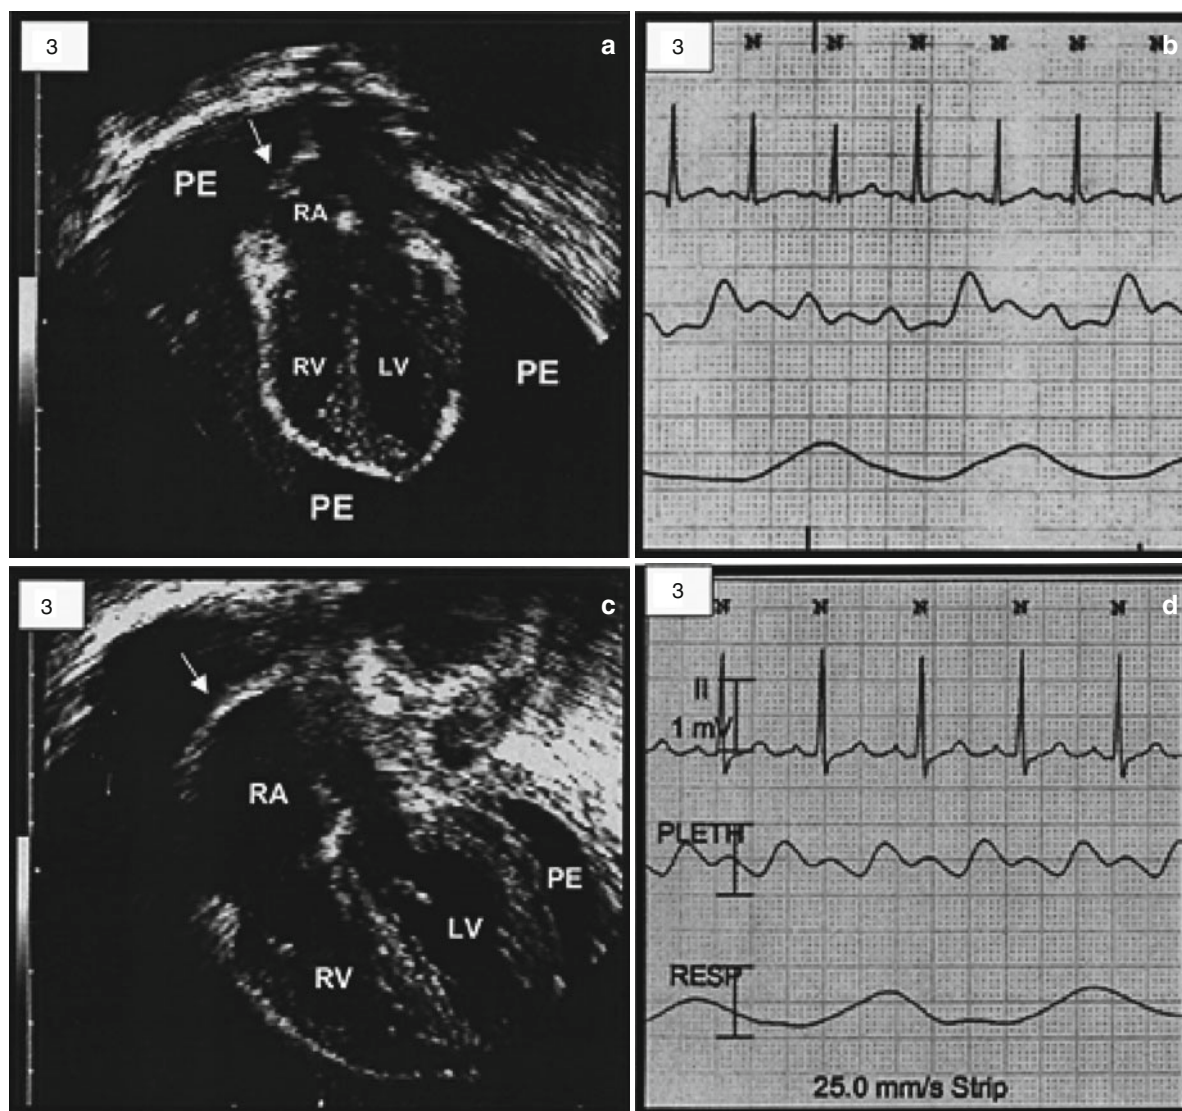 3
a
PE
RA
RV
LV
PE
PE
3
N N N N N N
b
3
c
RA
PE
LV
RV
3
N N N N N
d
II
1 mV
PLETH
RESP
25.0 mm/s Strip